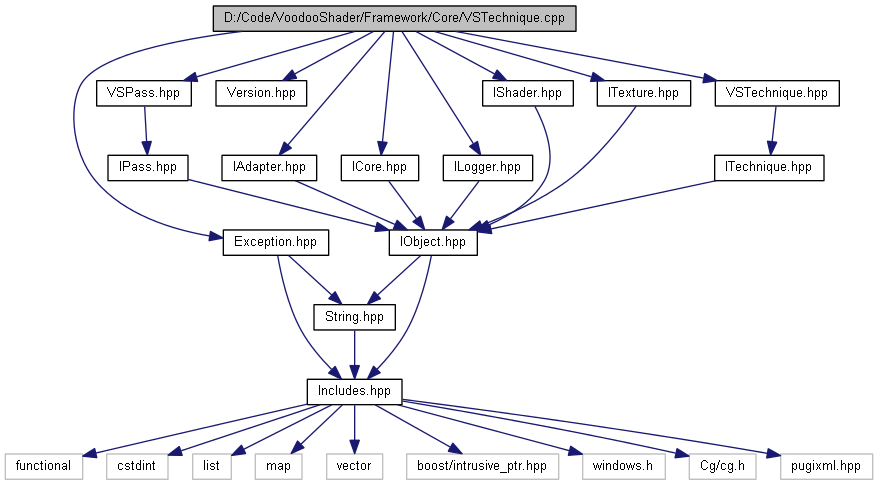 D:/Code/VoodooShader/Framework/Core/VSTechnique.cpp
VSPass.hpp
Version.hpp
IShader.hpp
ITexture.hpp
VSTechnique.hpp
IPass.hpp
IAdapter.hpp
ICore.hpp
ILogger.hpp
ITechnique.hpp
Exception.hpp
IObject.hpp
String.hpp
Includes.hpp
functional
cstdint
list
map
vector
boost/intrusive_ptr.hpp
windows.h
Cg/cg.h
pugixml.hpp